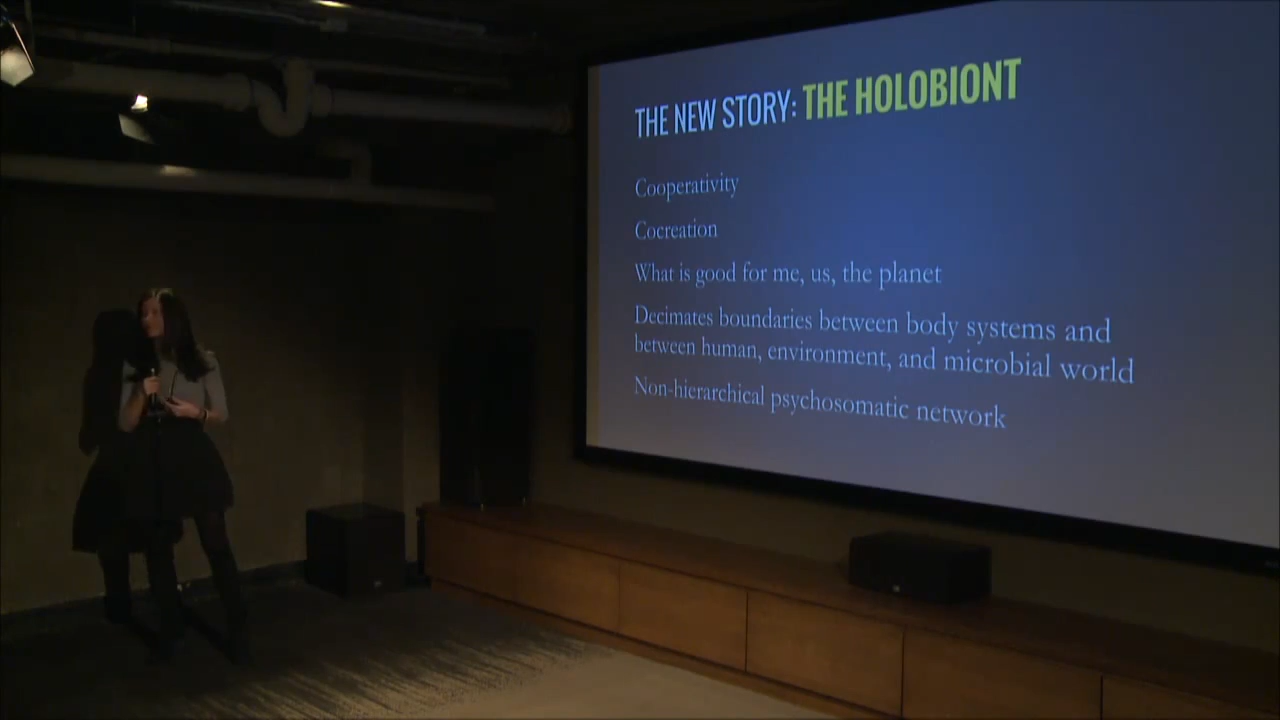 THE NEW STORY: THE HOLOBIONT
Cooperativity
Cocreation
What is good for me, us, the planet
Decimates boundaries between body systems and
between human, environment, and microbial world
Non-hierarchical psychosomatic network